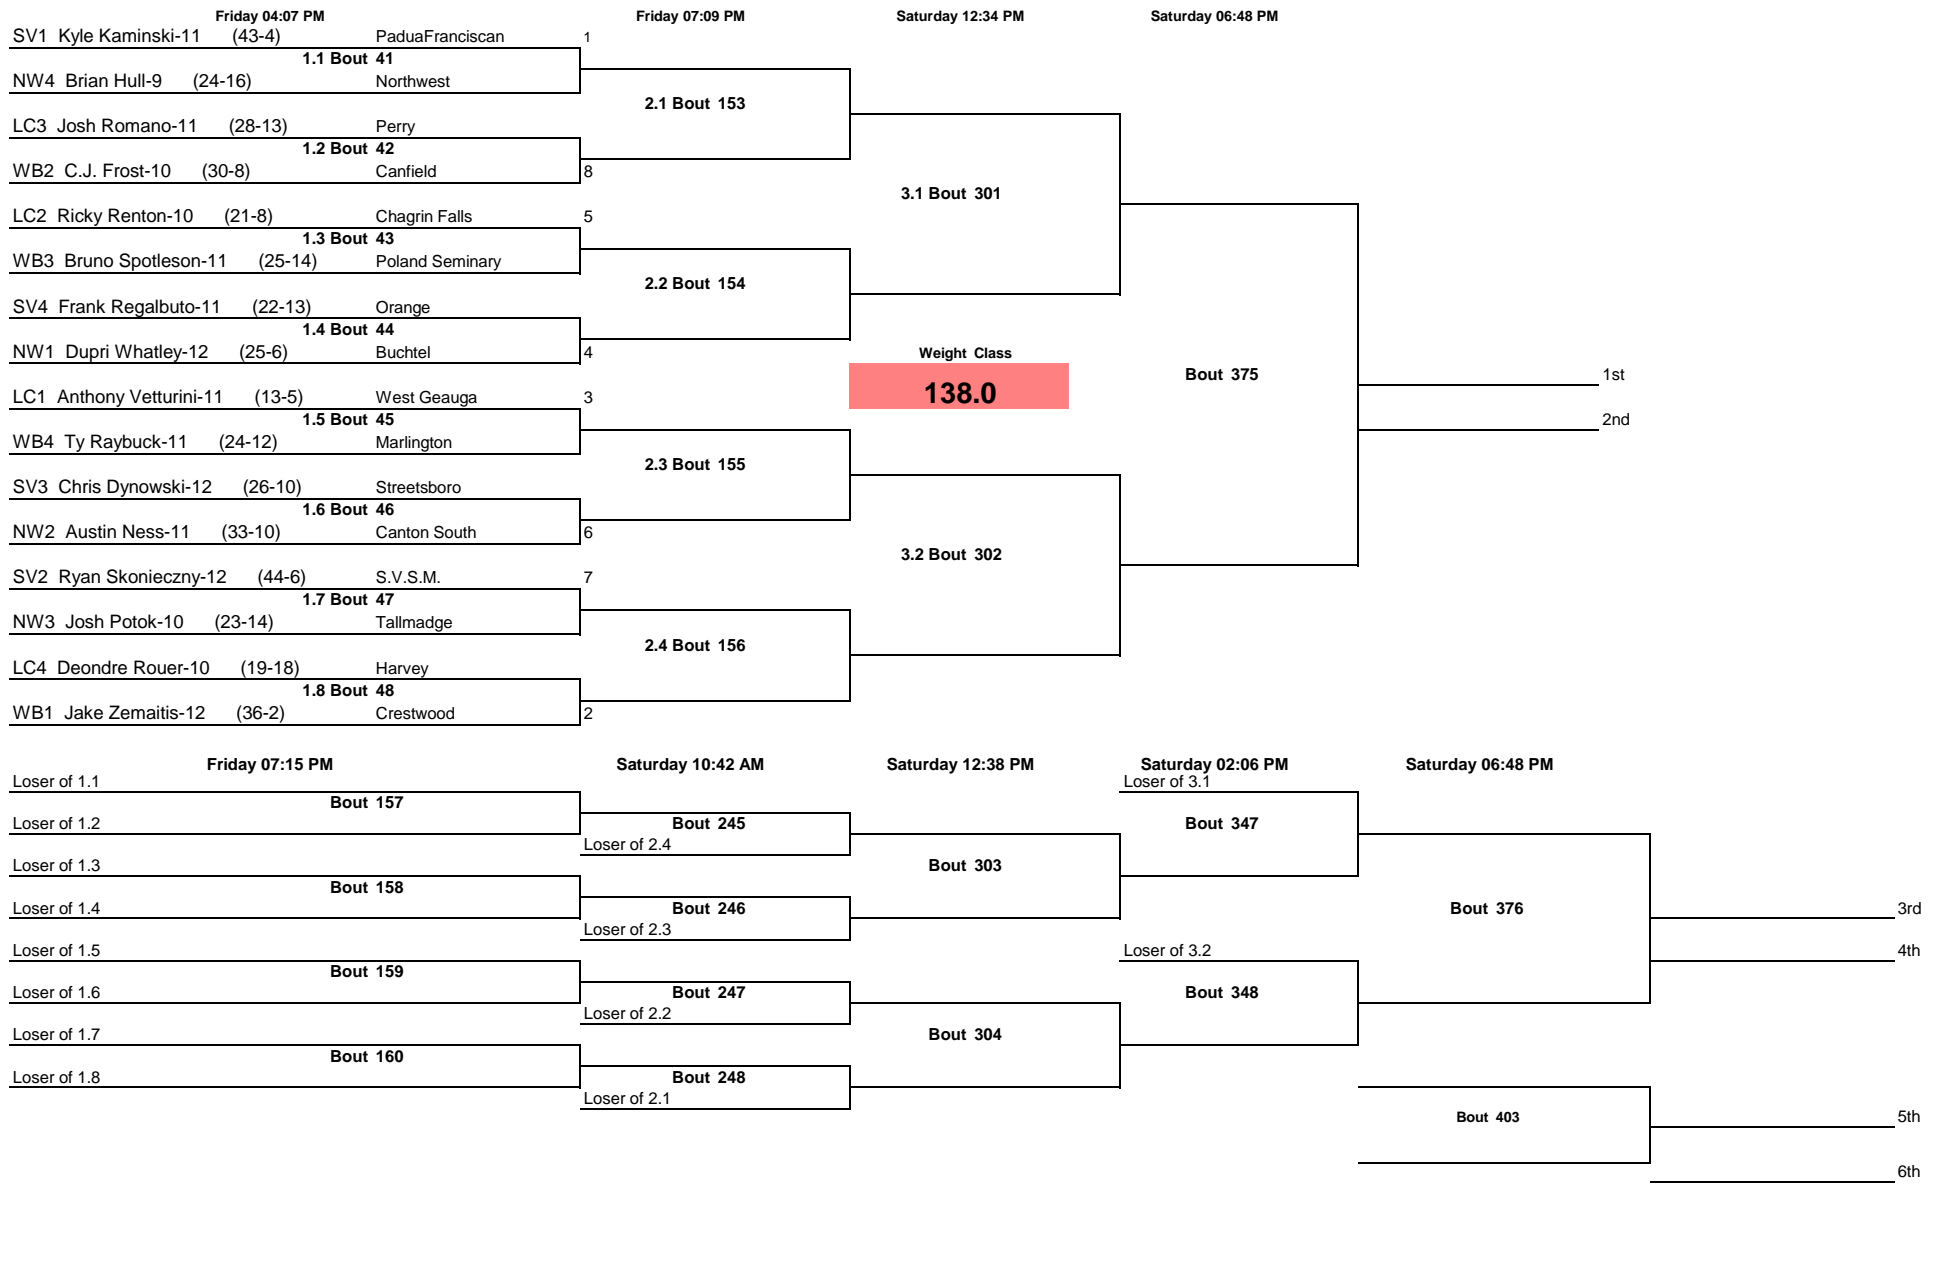 Friday 04:07 PM Friday 07:09 PM Saturday 12:34 PM Saturday 06:48 PM
SV1 Kyle Kaminski-11 (43-4) PaduaFranciscan 1
1.1 Bout 41
NW4 Brian Hull-9 (24-16) Northwest
2.1 Bout 153
LC3 Josh Romano-11 (28-13) Perry
1.2 Bout 42
WB2 C.J. Frost-10 (30-8) Canfield 8
3.1 Bout 301
LC2 Ricky Renton-10 (21-8) Chagrin Falls 5
1.3 Bout 43
WB3 Bruno Spotleson-11 (25-14) Poland Seminary
2.2 Bout 154
SV4 Frank Regalbuto-11 (22-13) Orange
1.4 Bout 44
NW1 Dupri Whatley-12 (25-6) Buchtel 4 Weight Class
Bout 375 1st
138.0
LC1 Anthony Vetturini-11 (13-5) West Geauga 3
1.5 Bout 45 2nd
WB4 Ty Raybuck-11 (24-12) Marlington
2.3 Bout 155
SV3 Chris Dynowski-12 (26-10) Streetsboro
1.6 Bout 46
NW2 Austin Ness-11 (33-10) Canton South 6
3.2 Bout 302
SV2 Ryan Skonieczny-12 (44-6) S.V.S.M. 7
1.7 Bout 47
NW3 Josh Potok-10 (23-14) Tallmadge
2.4 Bout 156
LC4 Deondre Rouer-10 (19-18) Harvey
1.8 Bout 48
WB1 Jake Zemaitis-12 (36-2) Crestwood 2
Friday 07:15 PM Saturday 10:42 AM Saturday 12:38 PM Saturday 02:06 PM Saturday 06:48 PM
Loser of 1.1 Loser of 3.1
Bout 157
Loser of 1.2 Bout 245 Bout 347
Loser of 2.4
Loser of 1.3 Bout 303
Bout 158
Loser of 1.4 Bout 246 Bout 376 3rd
Loser of 2.3
Loser of 1.5 Loser of 3.2 4th
Bout 159
Loser of 1.6 Bout 247 Bout 348
Loser of 2.2
Loser of 1.7 Bout 304
Bout 160
Loser of 1.8 Bout 248
Loser of 2.1
Bout 403 5th
6th